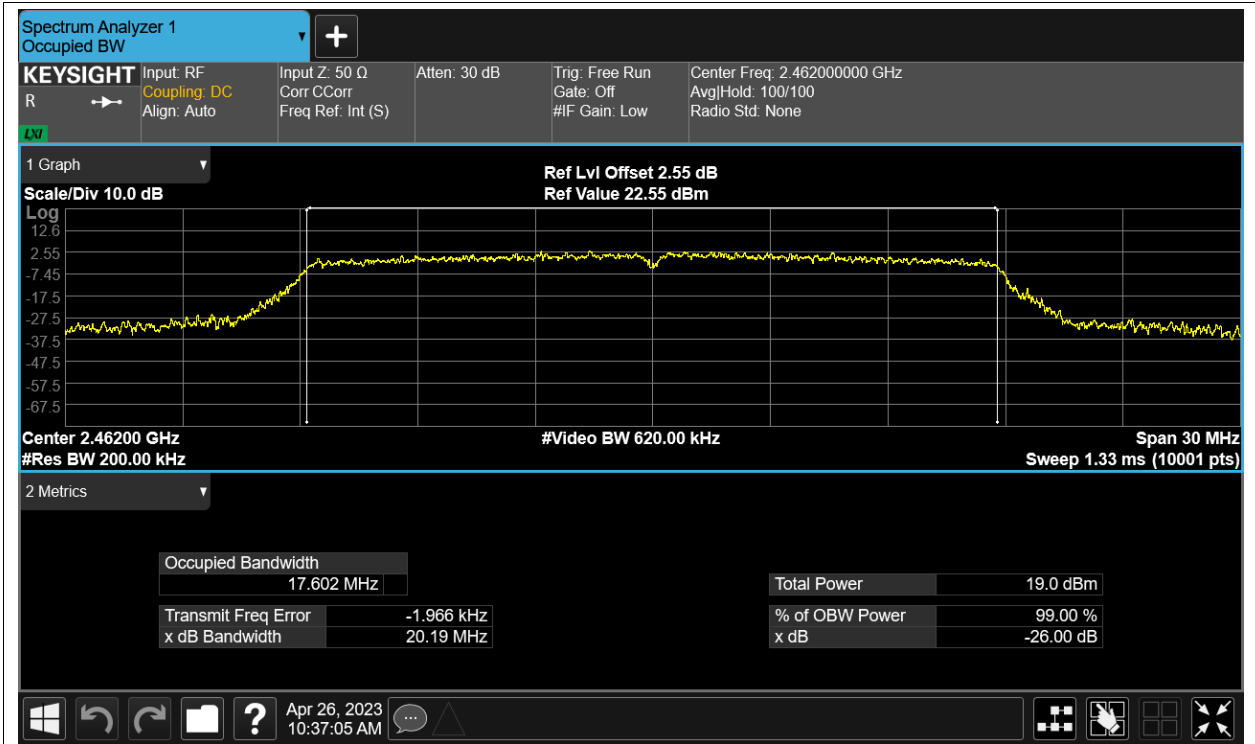 Spectrum Analyzer 1
Occupied BW
KEYSIGHT
R
LXI
Input: RF
Coupling: DC
Align: Auto
Input Z: 50 Ω
Corr CCorr
Freq Ref: Int (S)
Atten: 30 dB
Trig: Free Run
Gate: Off
#IF Gain: Low
Center Freq: 2.462000000 GHz
Avg|Hold: 100/100
Radio Std: None
1 Graph
Scale/Div 10.0 dB
Ref Lvl Offset 2.55 dB
Ref Value 22.55 dBm
Log
12.6
2.55
-7.45
-17.5
-27.5
-37.5
-47.5
-57.5
-67.5
Center 2.46200 GHz
#Video BW 620.00 kHz
Span 30 MHz
#Res BW 200.00 kHz
Sweep 1.33 ms (10001 pts)
2 Metrics
Occupied Bandwidth
17.602 MHz
Transmit Freq Error -1.966 kHz
x dB Bandwidth 20.19 MHz
Total Power 19.0 dBm
% of OBW Power 99.00 %
x dB -26.00 dB
?
Apr 26, 2023
10:37:05 AM